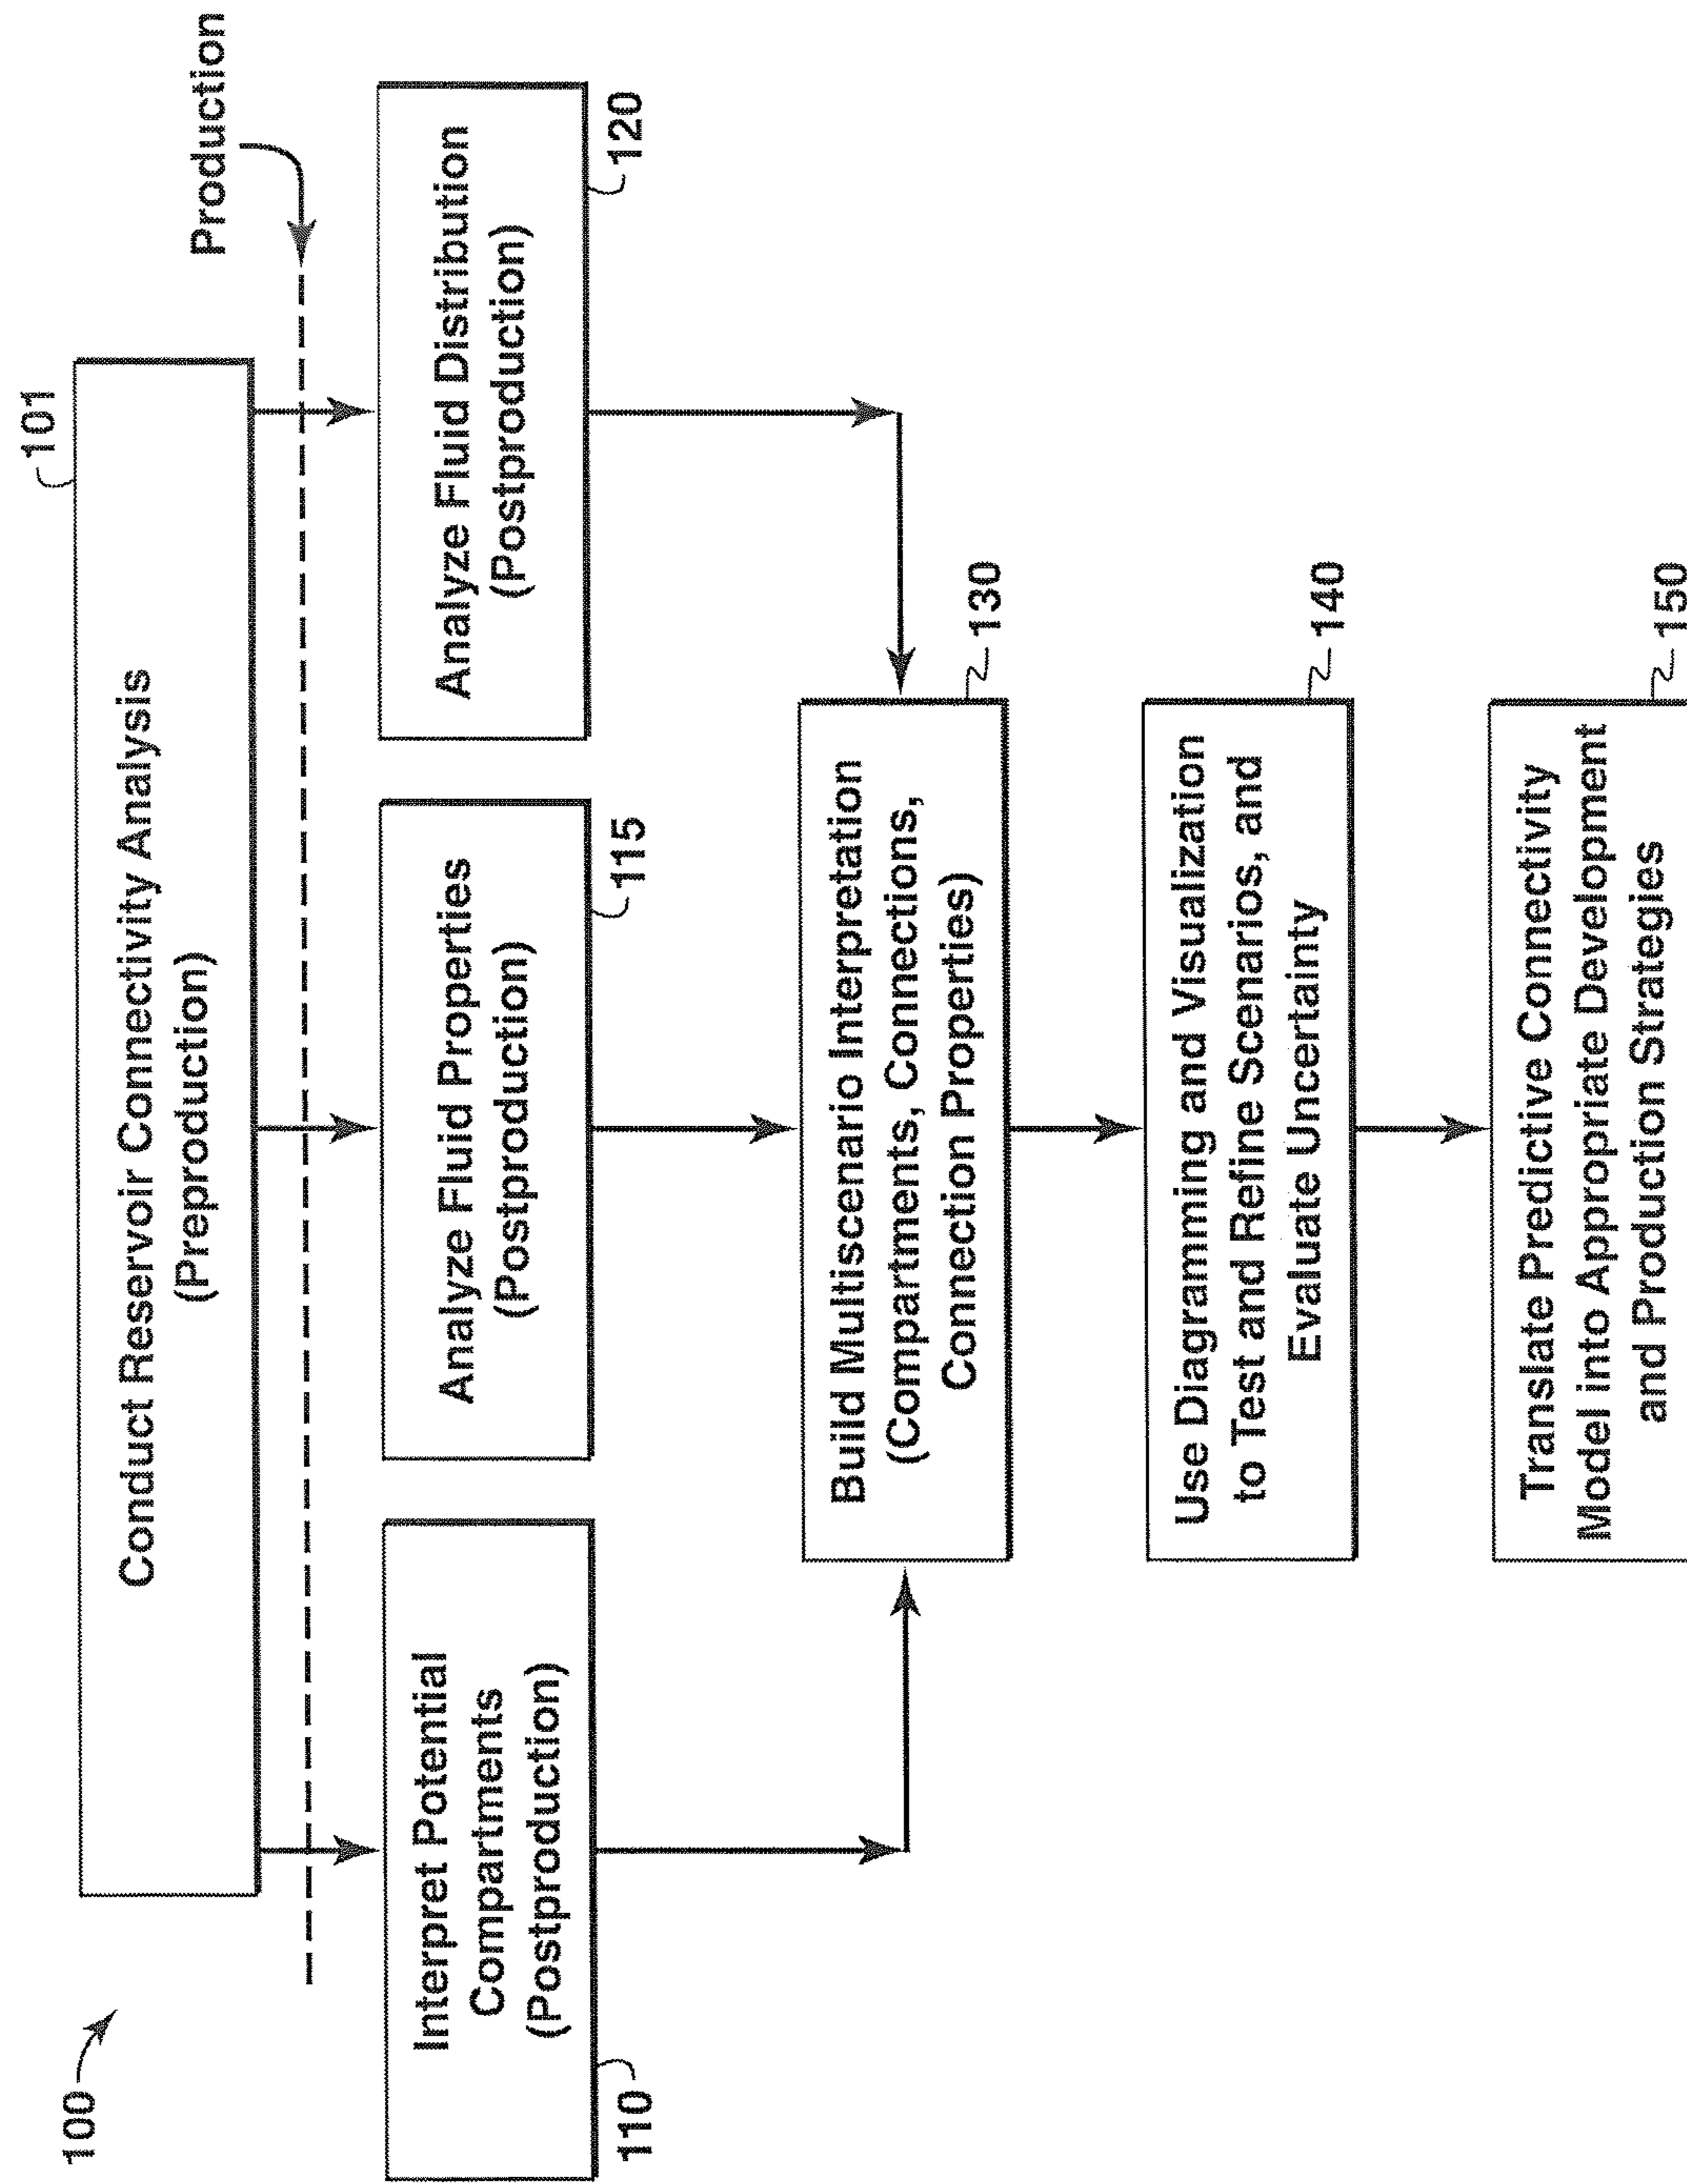 100
101
Conduct Reservoir Connectivity Analysis
(Preproduction)
Production
Interpret Potential
Compartments
(Postproduction)
110
Analyze Fluid Properties
(Postproduction)
115
Analyze Fluid Distribution
(Postproduction)
120
Build Multiscenario Interpretation
(Compartments, Connections,
Connection Properties)
130
Use Diagramming and Visualization
to Test and Refine Scenarios, and
Evaluate Uncertainty
140
Translate Predictive Connectivity
Model into Appropriate Development
and Production Strategies
150